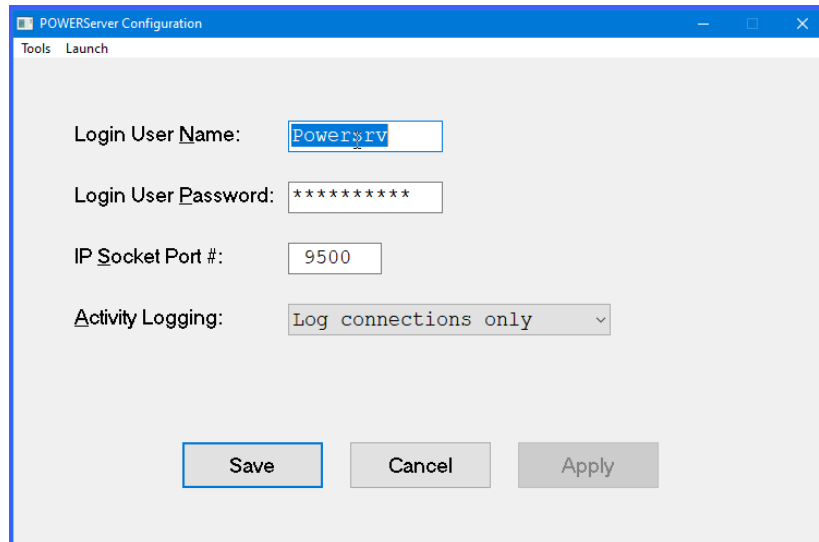 POWERServer Configuration
Tools Launch
Login User Name: Powersrv
Login User Password: **********
IP Socket Port #: 9500
Activity Logging: Log connections only
Save Cancel Apply